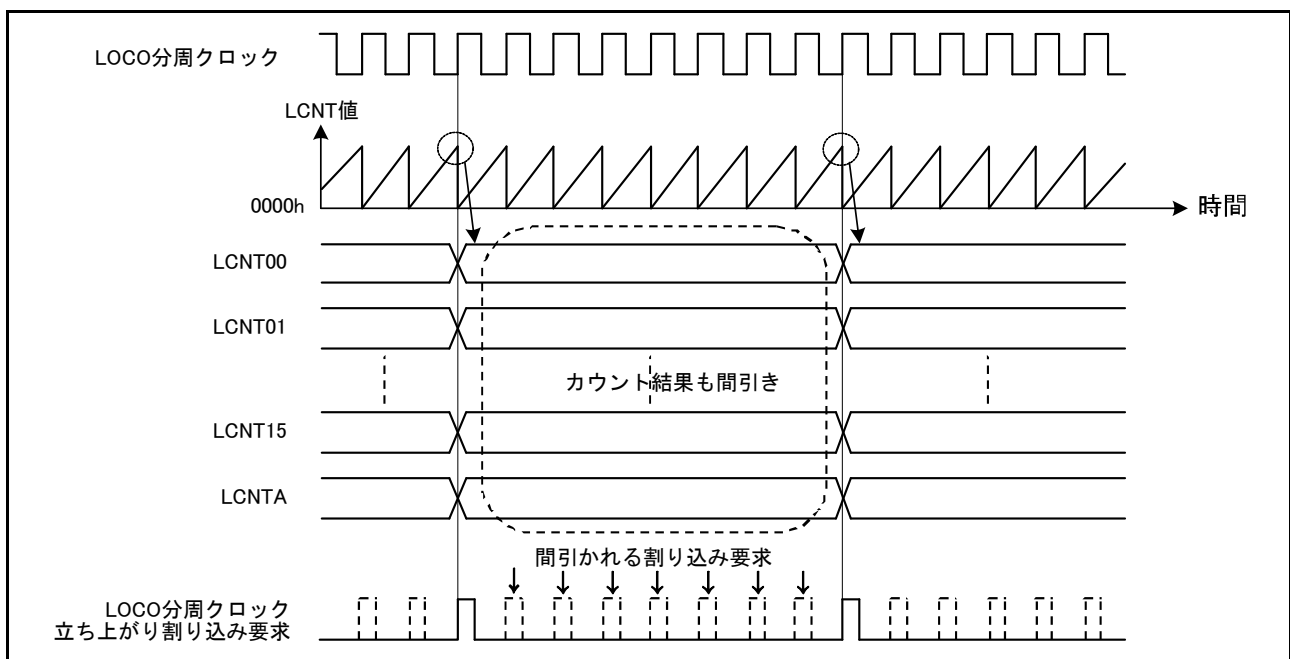 LOCO分周クロック
LCNT値
0000h
時間
LCNT00
LCNT01
カウント結果も間引き
LCNT15
LCNTA
間引かれる割り込み要求
LOCO分周クロック
立ち上がり割り込み要求